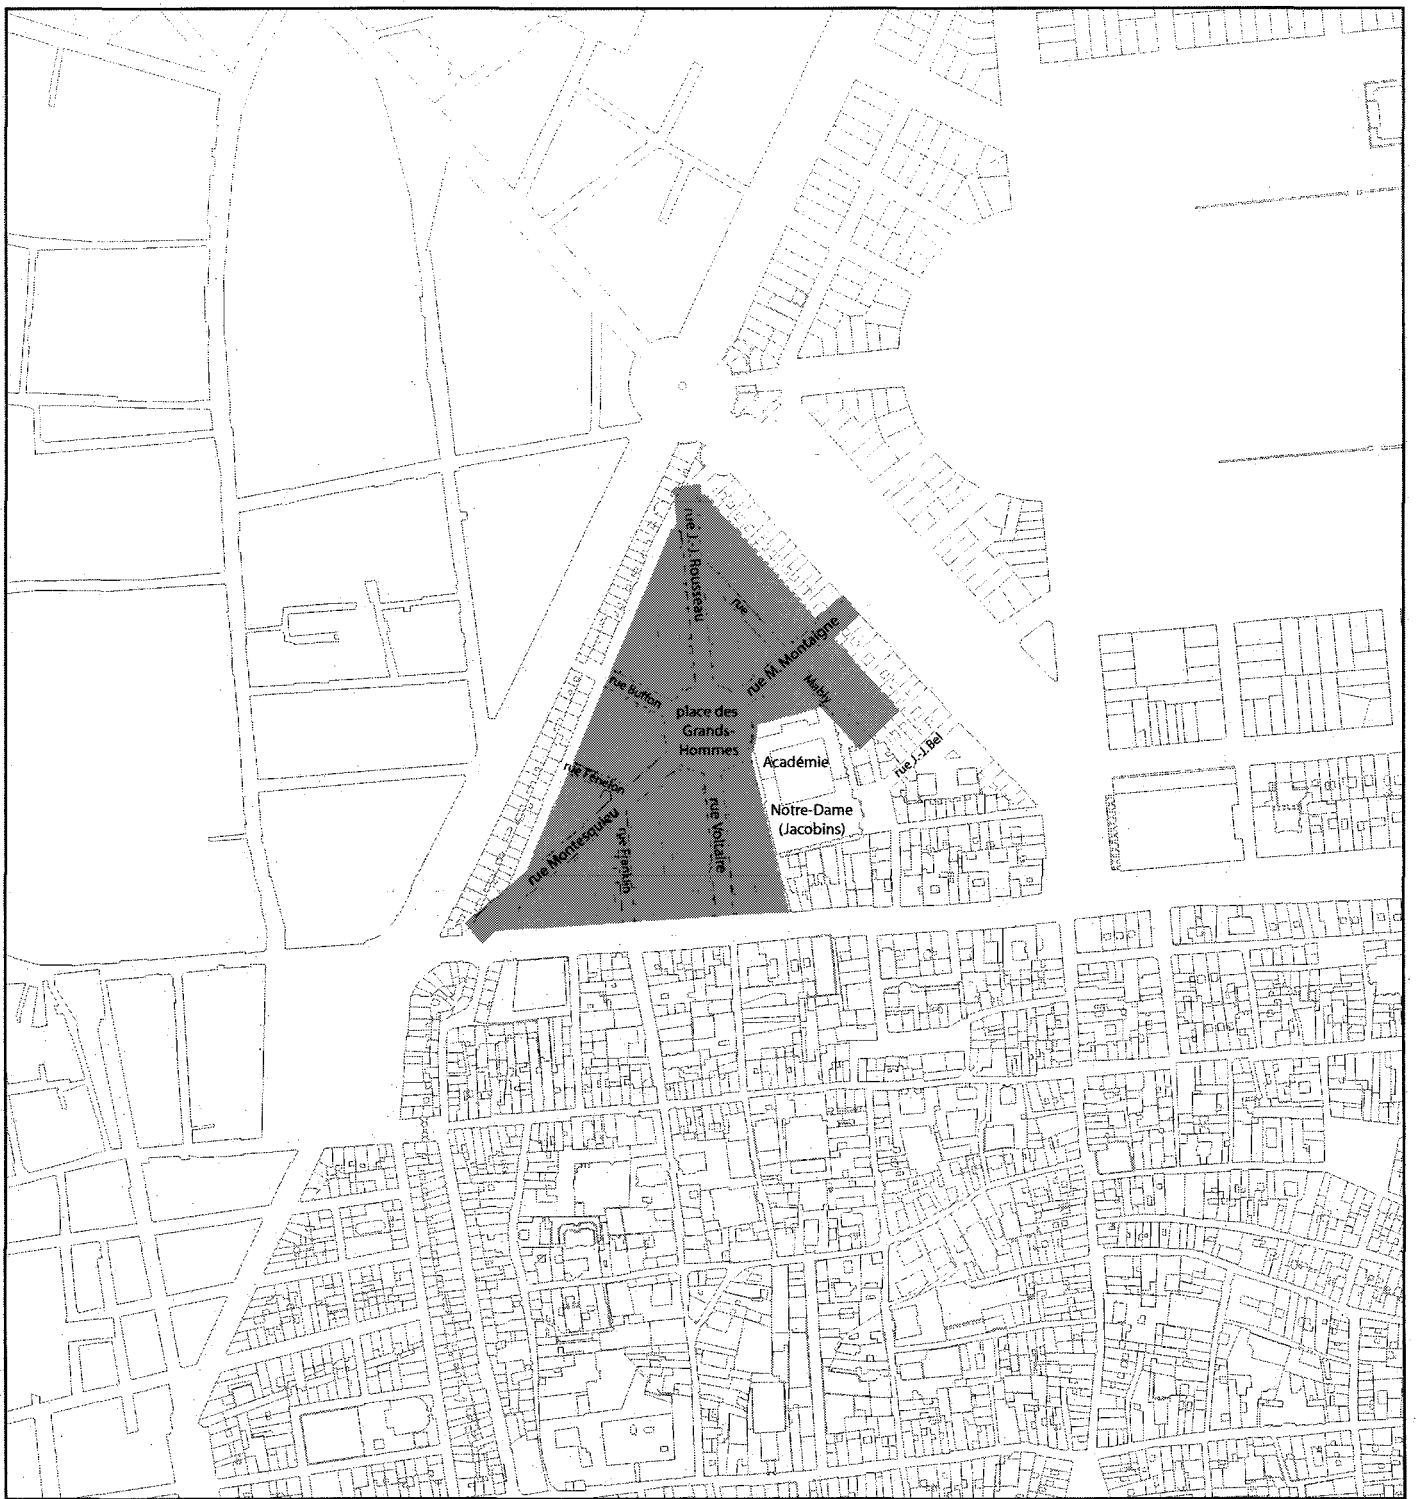 rue J.-J. Rousseau
rue
Mably
rue M. Montaigne
rue Buffon
place des
Grands-
Hommes
rue J.-J. Bel
Académie
rue Fénelon
Notre-Dame
(Jacobins)
rue Montesquieu
rue Franklin
rue Voltaire